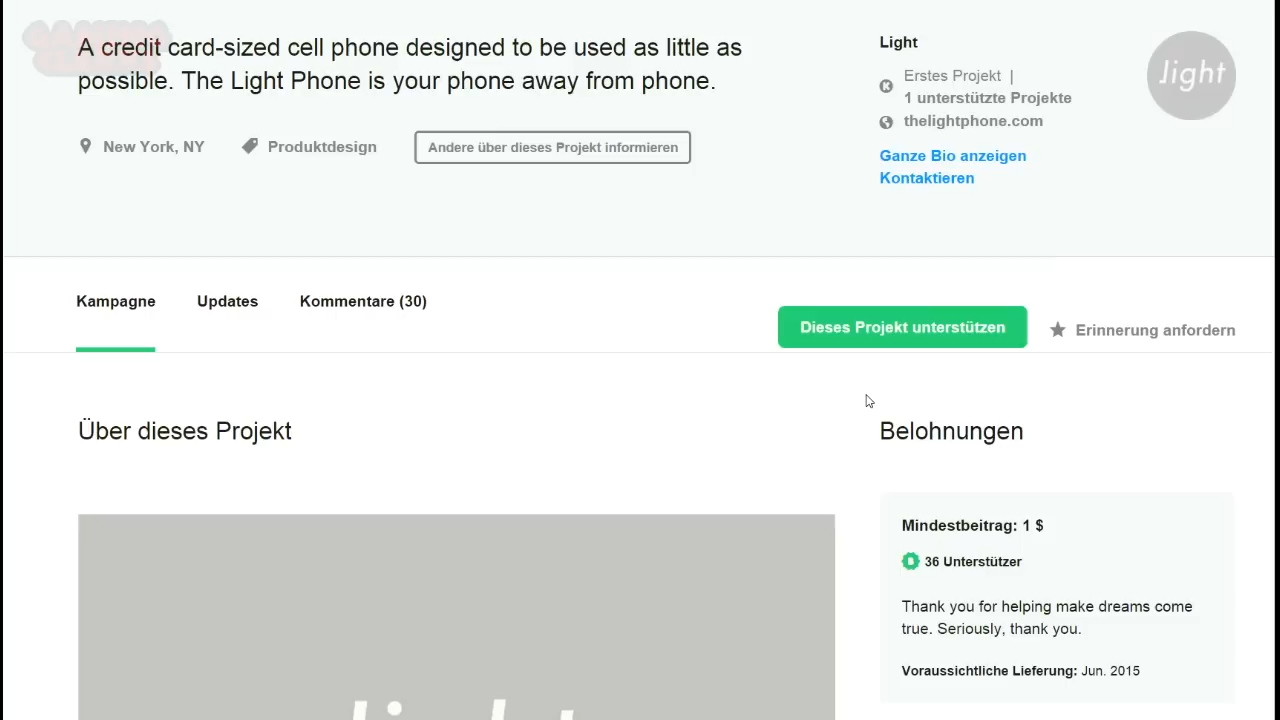 A credit card-sized cell phone designed to be used as little as
possible. The Light Phone is your phone away from phone.
New York, NY
Produktdesign
Andere über dieses Projekt informieren
Light
Erstes Projekt |
1 unterstützte Projekte
thelightphone.com
Ganze Bio anzeigen
Kontaktieren
light
Kampagne
Updates
Kommentare (30)
Dieses Projekt unterstützen
Erinnerung anfordern
Über dieses Projekt
Belohnungen
Mindestbeitrag: 1 $
36 Unterstützer
Thank you for helping make dreams come
true. Seriously, thank you.
Voraussichtliche Lieferung: Jun. 2015
light